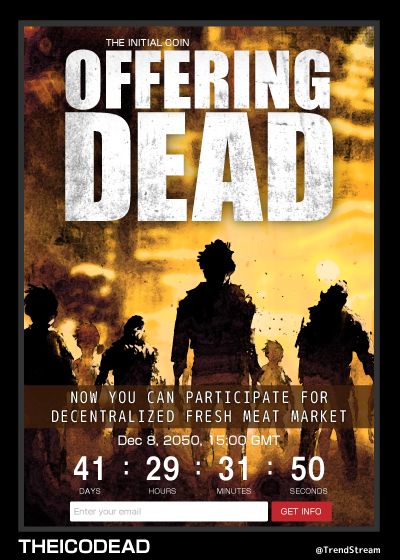 THE INITIAL COIN
OFFERING
DEAD
NOW YOU CAN PARTICIPATE FOR
DECENTRALIZED FRESH MEAT MARKET
Dec 8, 2050, 15:00 GMT
41 : 29 : 31 : 50
DAYS HOURS MINUTES SECONDS
Enter your email GET INFO
THEICODEAD
@TrendStream